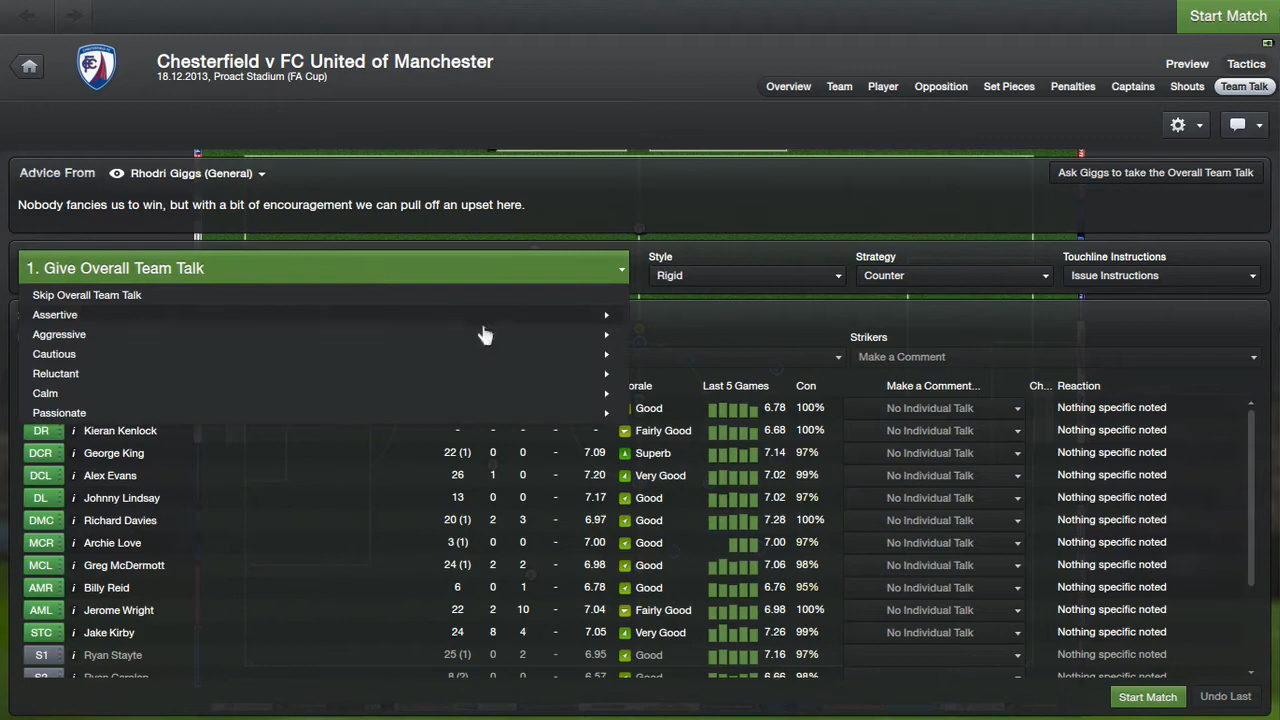 Start Match
Chesterfield v FC United of Manchester
18.12.2013, Proact Stadium (FA Cup)
Preview Tactics
Overview Team Player Opposition Set Pieces Penalties Captains Shouts Team Talk
Advice From Rhodri Giggs (General) Ask Giggs to take the Overall Team Talk
Nobody fancies us to win, but with a bit of encouragement we can pull off an upset here.
1. Give Overall Team Talk
Style Strategy Touchline Instructions
Rigid Counter Issue Instructions
Skip Overall Team Talk
Assertive
Aggressive
Cautious
Reluctant
Calm
Passionate
Strikers
Make a Comment
orale Last 5 Games Con Make a Comment... Ch... Reaction
Good 6.78 100% No Individual Talk Nothing specific noted
DR i Kieran Kenlock - - - - - Fairly Good 6.68 100% No Individual Talk Nothing specific noted
DCR i George King 22 (1) 0 0 - 7.09 Superb 7.14 97% No Individual Talk Nothing specific noted
DCL i Alex Evans 26 1 0 - 7.20 Very Good 7.02 99% No Individual Talk Nothing specific noted
DL i Johnny Lindsay 13 0 0 - 7.17 Good 7.02 97% No Individual Talk Nothing specific noted
DMC i Richard Davies 20 (1) 2 3 - 6.97 Good 7.28 100% No Individual Talk Nothing specific noted
MCR i Archie Love 3 (1) 0 0 - 7.00 Good 7.00 97% No Individual Talk Nothing specific noted
MCL i Greg McDermott 24 (1) 2 2 - 6.98 Good 7.06 98% No Individual Talk Nothing specific noted
AMR i Billy Reid 6 0 1 - 6.78 Good 6.76 95% No Individual Talk Nothing specific noted
AML i Jerome Wright 22 2 10 - 7.04 Fairly Good 6.98 100% No Individual Talk Nothing specific noted
STC i Jake Kirby 24 8 4 - 7.05 Very Good 7.26 99% No Individual Talk Nothing specific noted
S1 i Ryan Stayte 25 (1) 0 2 - 6.95 Good 7.16 97% Nothing specific noted
S2 i Ryan 8 (2) 0 0 - 6.57 Good 6.66 98% Nothing specific noted
Start Match Undo Last